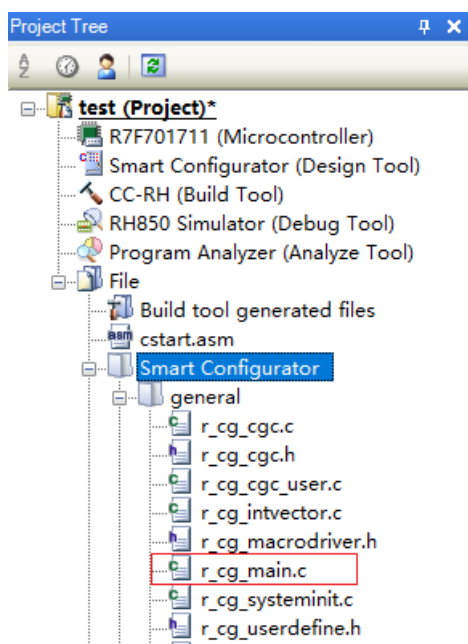 Project Tree
test (Project)*
R7F701711 (Microcontroller)
Smart Configurator (Design Tool)
CC-RH (Build Tool)
RH850 Simulator (Debug Tool)
Program Analyzer (Analyze Tool)
File
Build tool generated files
cstart.asm
Smart Configurator
general
r_cg_cgc.c
r_cg_cgc.h
r_cg_cgc_user.c
r_cg_intvector.c
r_cg_macrodriver.h
r_cg_main.c
r_cg_systeminit.c
r_cg_userdefine.h